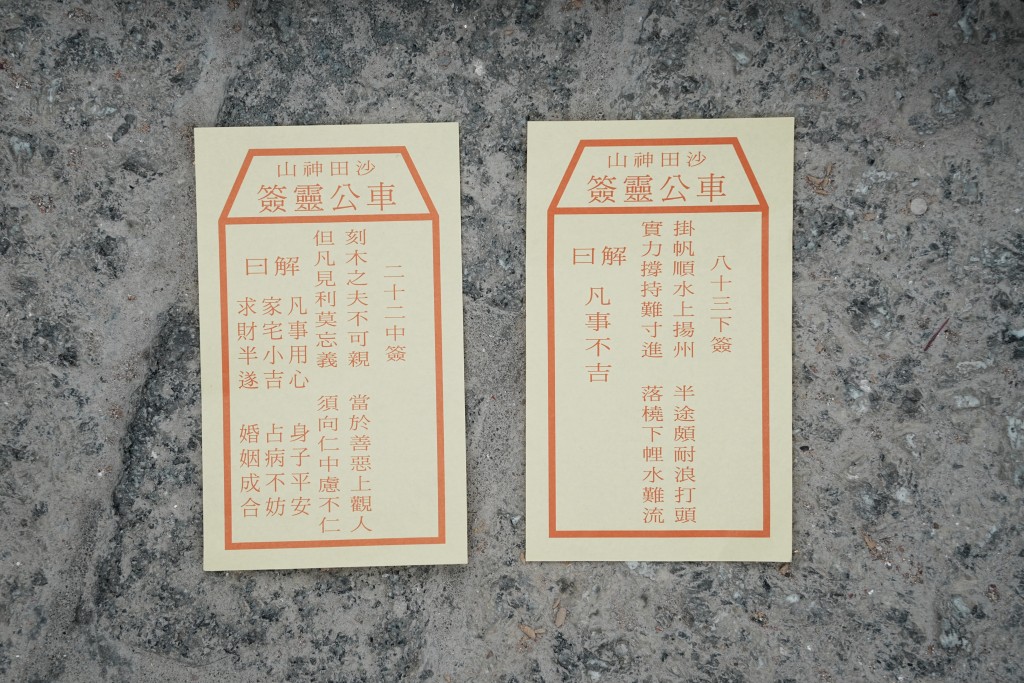 沙田神山
車公靈簽
二十二中簽
刻木之夫不可親 當於善惡上觀人
但凡見利莫忘義 須向仁中慮不仁
解曰
凡事用心 身子平安
家宅小吉 占病不妨
求財半遂 婚姻成合
沙田神山
車公靈簽
八十三下簽
掛帆順水上揚州 半途頗耐浪打頭
實力撐持難寸進 落橈下帷水難流
解曰
凡事不吉